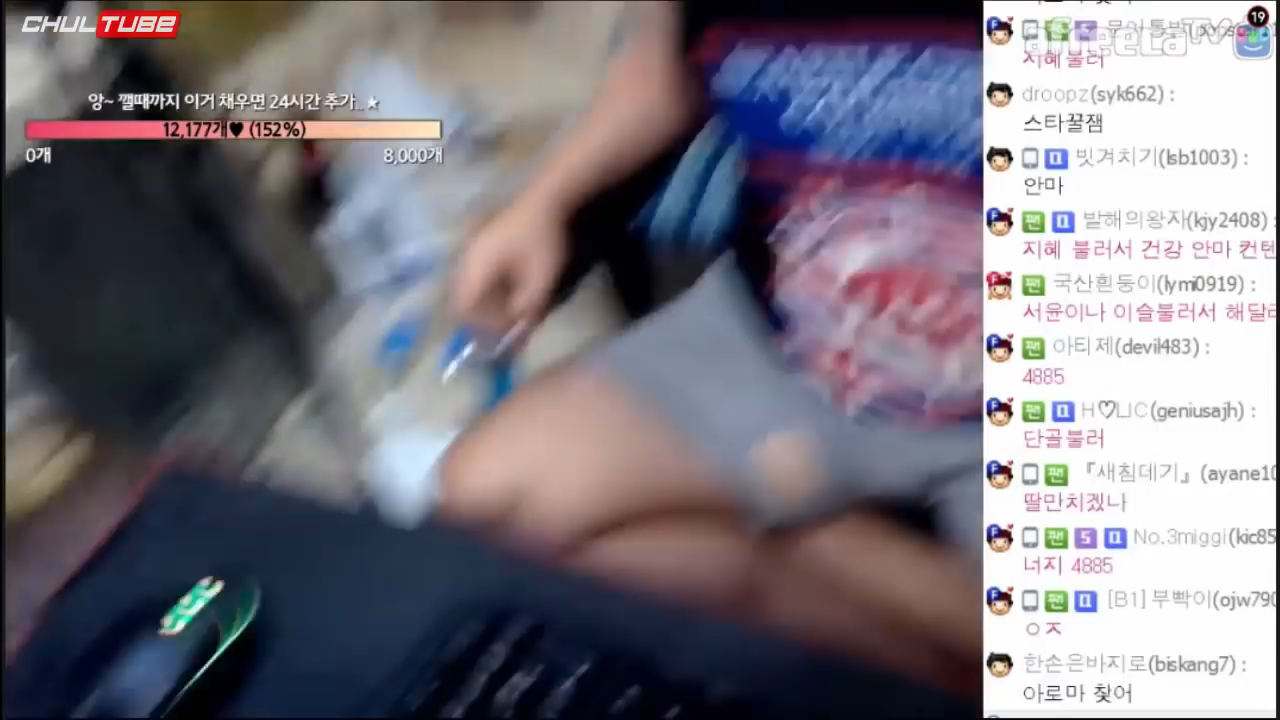 CHULTUBE
앙~ 깰때까지 이거 채우면 24시간 추가..★
12,177개♥ (152%)
0개
8,000개
19
afreecaTV
지혜불러
droopz(syk662) :
스타꿀잼
빗겨치기(lsb1003) :
안마
팬 발해의왕자(kjy2408) :
지혜 불러서 건강 안마 컨텐
팬 국산흰둥이(lymi0919) :
서윤이나 이슬불러서 해달라
팬 아티제(devil483) :
4885
팬 H♡LIC(geniusajh) :
단골불러
팬 『새침데기』(ayane10
딸만치겠나
팬 S No.3miggi(kic85
너지 4885
팬 [B1]부빡이(ojw790
ㅇㅈ
한손은바지로(biskang7) :
아로마 찾어